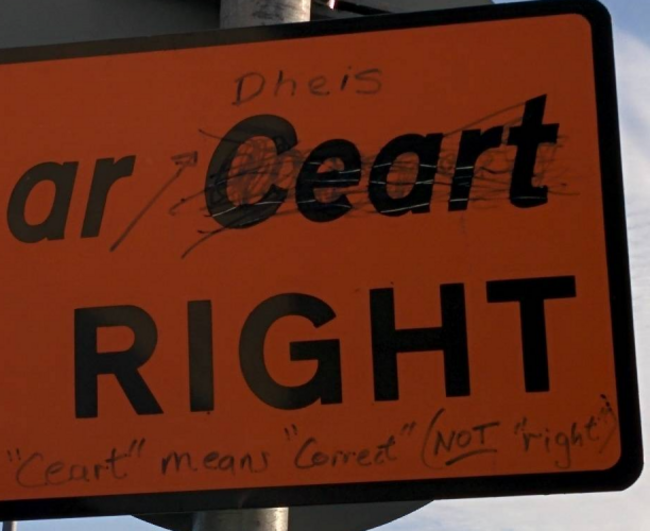 Dheis
ar Ceart
RIGHT
"Ceart" means "Correct" (NOT "right")